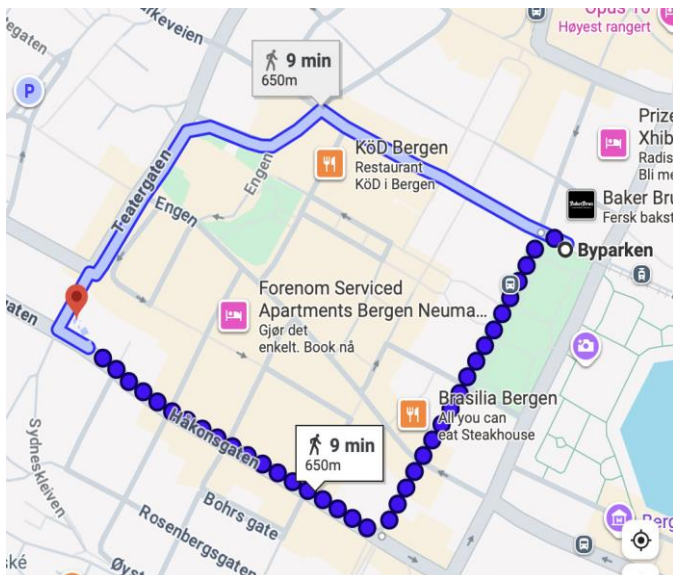 Opus 16
Høyest rangert
9 min
650m
P
Teatergaten
Engen
Engen
KöD Bergen
Restaurant
KöD i Bergen
Baker Bru
Fersk bakst
Byparken
Forenom Serviced
Apartments Bergen Neuma...
Gjør det
enkelt. Book nå
Brasilia Bergen
All you can
eat Steakhouse
9 min
650m
Håkonsgaten
Sydneskleiven
Bohrs gate
Rosenbergsgaten